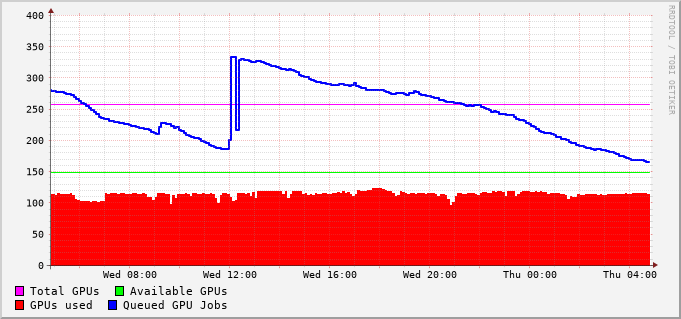 400
350
300
250
200
150
100
50
0
Wed 08:00 Wed 12:00 Wed 16:00 Wed 20:00 Thu 00:00 Thu 04:00
Total GPUs Available GPUs
GPUs used Queued GPU Jobs
RRDTOOL / TOBI OETIKER